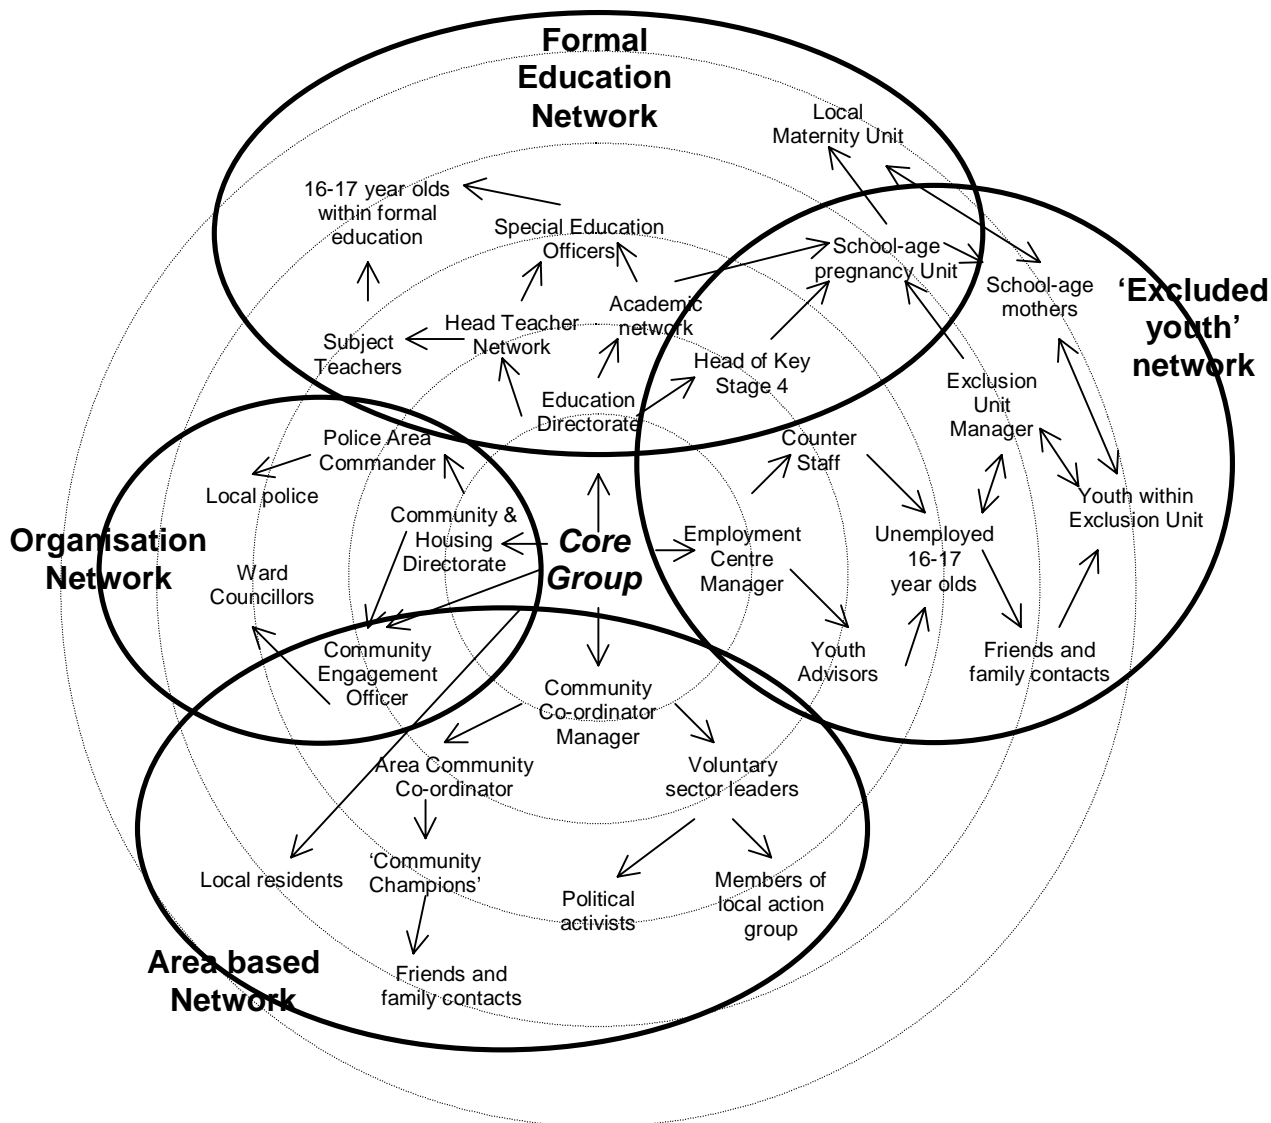 Formal
Education
Network
Local
Maternity Unit
16-17 year olds
within formal
education
Special Education
Officers
School-age
pregnancy Unit
School-age
mothers
‘Excluded
youth’
network
Academic
network
Head Teacher
Network
Subject
Teachers
Head of Key
Stage 4
Exclusion
Unit
Manager
Education
Directorate
Police Area
Commander
Counter
Staff
Local police
Youth within
Exclusion Unit
Community &
Housing
Directorate
Organisation
Network
Core
Group
Employment
Centre
Manager
Unemployed
16-17
year olds
Ward
Councillors
Community
Engagement
Officer
Youth
Advisors
Friends and
family contacts
Community
Co-ordinator
Manager
Area Community
Co-ordinator
Voluntary
sector leaders
Local residents
‘Community
Champions’
Political
activists
Members of
local action
group
Area based
Network
Friends and
family contacts